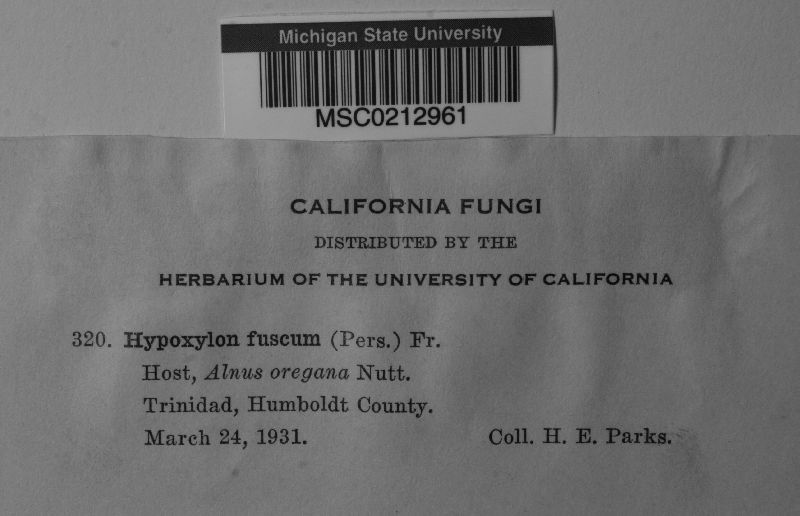 Michigan State University
MSC0212961
CALIFORNIA FUNGI
DISTRIBUTED BY THE
HERBARIUM OF THE UNIVERSITY OF CALIFORNIA
320. Hypoxylon fuscum (Pers.) Fr.
Host, Alnus oregana Nutt.
Trinidad, Humboldt County.
March 24, 1931. Coll. H. E. Parks.